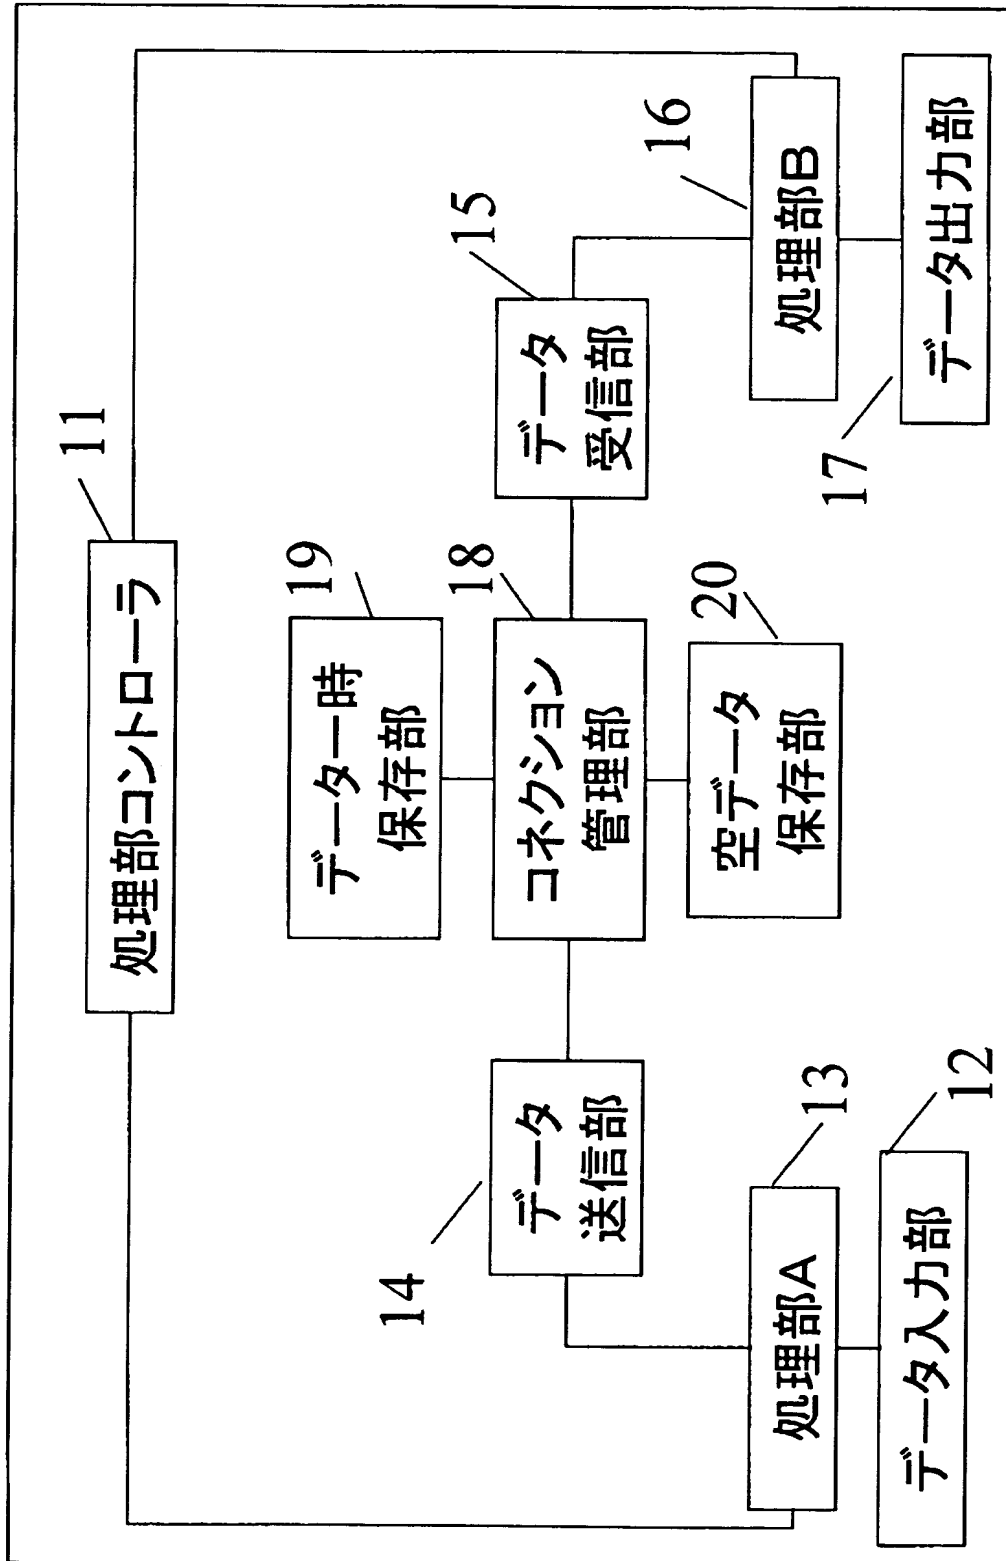 処理部コントローラ
11
データ一時
保存部
19
データ
送信部
14
コネクション
管理部
18
データ
受信部
15
空データ
保存部
20
処理部A
13
処理部B
16
データ入力部
12
データ出力部
17